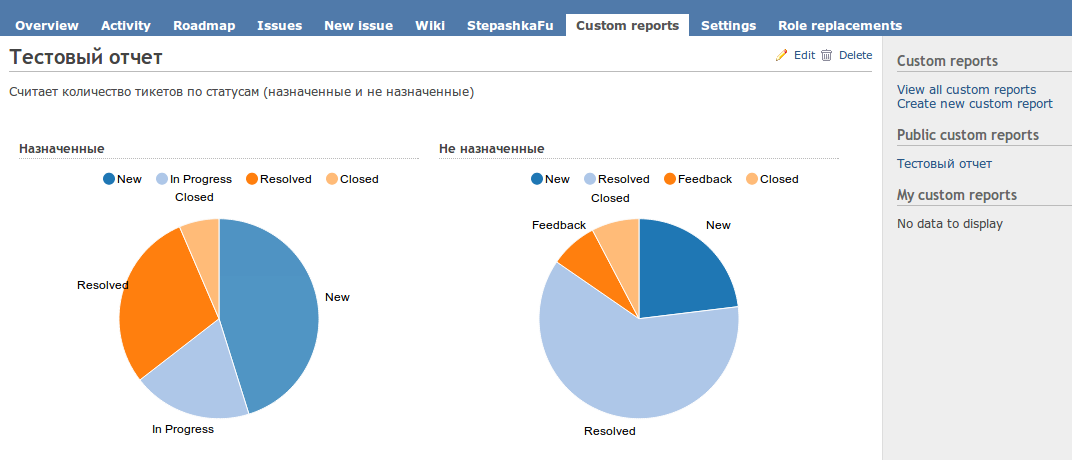 Overview Activity Roadmap Issues New issue Wiki StepashkaFu Custom reports Settings Role replacements
Тестовый отчет
Edit Delete
Считает количество тикетов по статусам (назначенные и не назначенные)
Назначенные
New In Progress Resolved Closed
Closed
Resolved
New
In Progress
Не назначенные
New Resolved Feedback Closed
Closed
Feedback
New
Resolved
Custom reports
View all custom reports
Create new custom report
Public custom reports
Тестовый отчет
My custom reports
No data to display